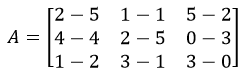 A = [2 − 5 1 − 1 5 − 2
4 − 4 2 − 5 0 − 3
1 − 2 3 − 1 3 − 0]